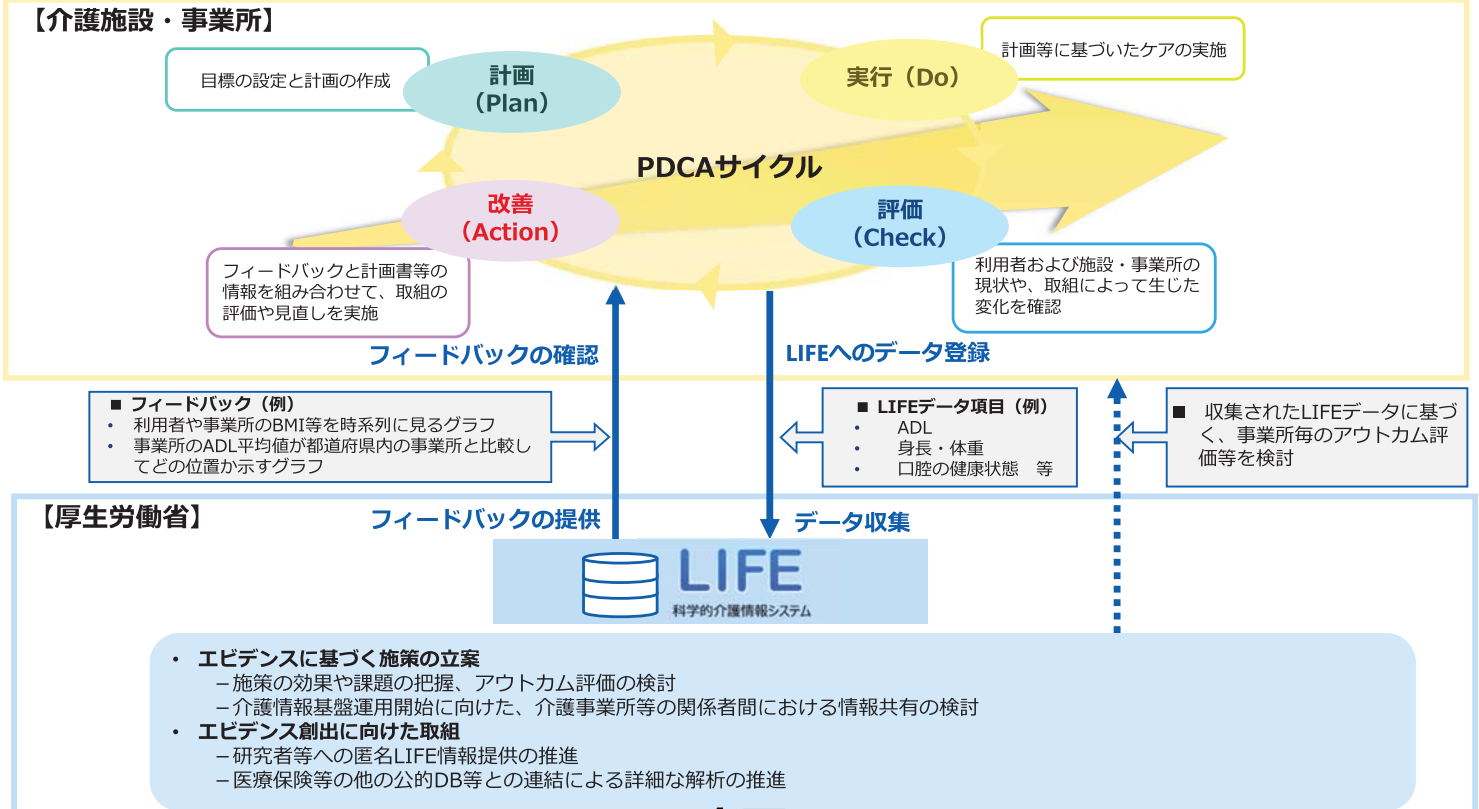 【介護施設・事業所】
目標の設定と計画の作成
計画
（Plan）
実行（Do）
計画等に基づいたケアの実施
PDCAサイクル
改善
（Action）
評価
（Check）
フィードバックと計画書等の
情報を組み合わせて、取組の
評価や見直しを実施
利用者および施設・事業所の
現状や、取組によって生じた
変化を確認
フィードバックの確認
LIFEへのデータ登録
■ フィードバック（例）
• 利用者や事業所のBMI等を時系列に見るグラフ
• 事業所のADL平均値が都道府県内の事業所と比較し
てどの位置か示すグラフ
■ LIFEデータ項目（例）
• ADL
• 身長・体重
• 口腔の健康状態　等
■ 収集されたLIFEデータに基づ
く、事業所毎のアウトカム評
価等を検討
【厚生労働省】
フィードバックの提供
データ収集
LIFE
科学的介護情報システム
• エビデンスに基づく施策の立案
－施策の効果や課題の把握、アウトカム評価の検討
－介護情報基盤運用開始に向けた、介護事業所等の関係者間における情報共有の検討
• エビデンス創出に向けた取組
－研究者等への匿名LIFE情報提供の推進
－医療保険等の他の公的DB等との連結による詳細な解析の推進